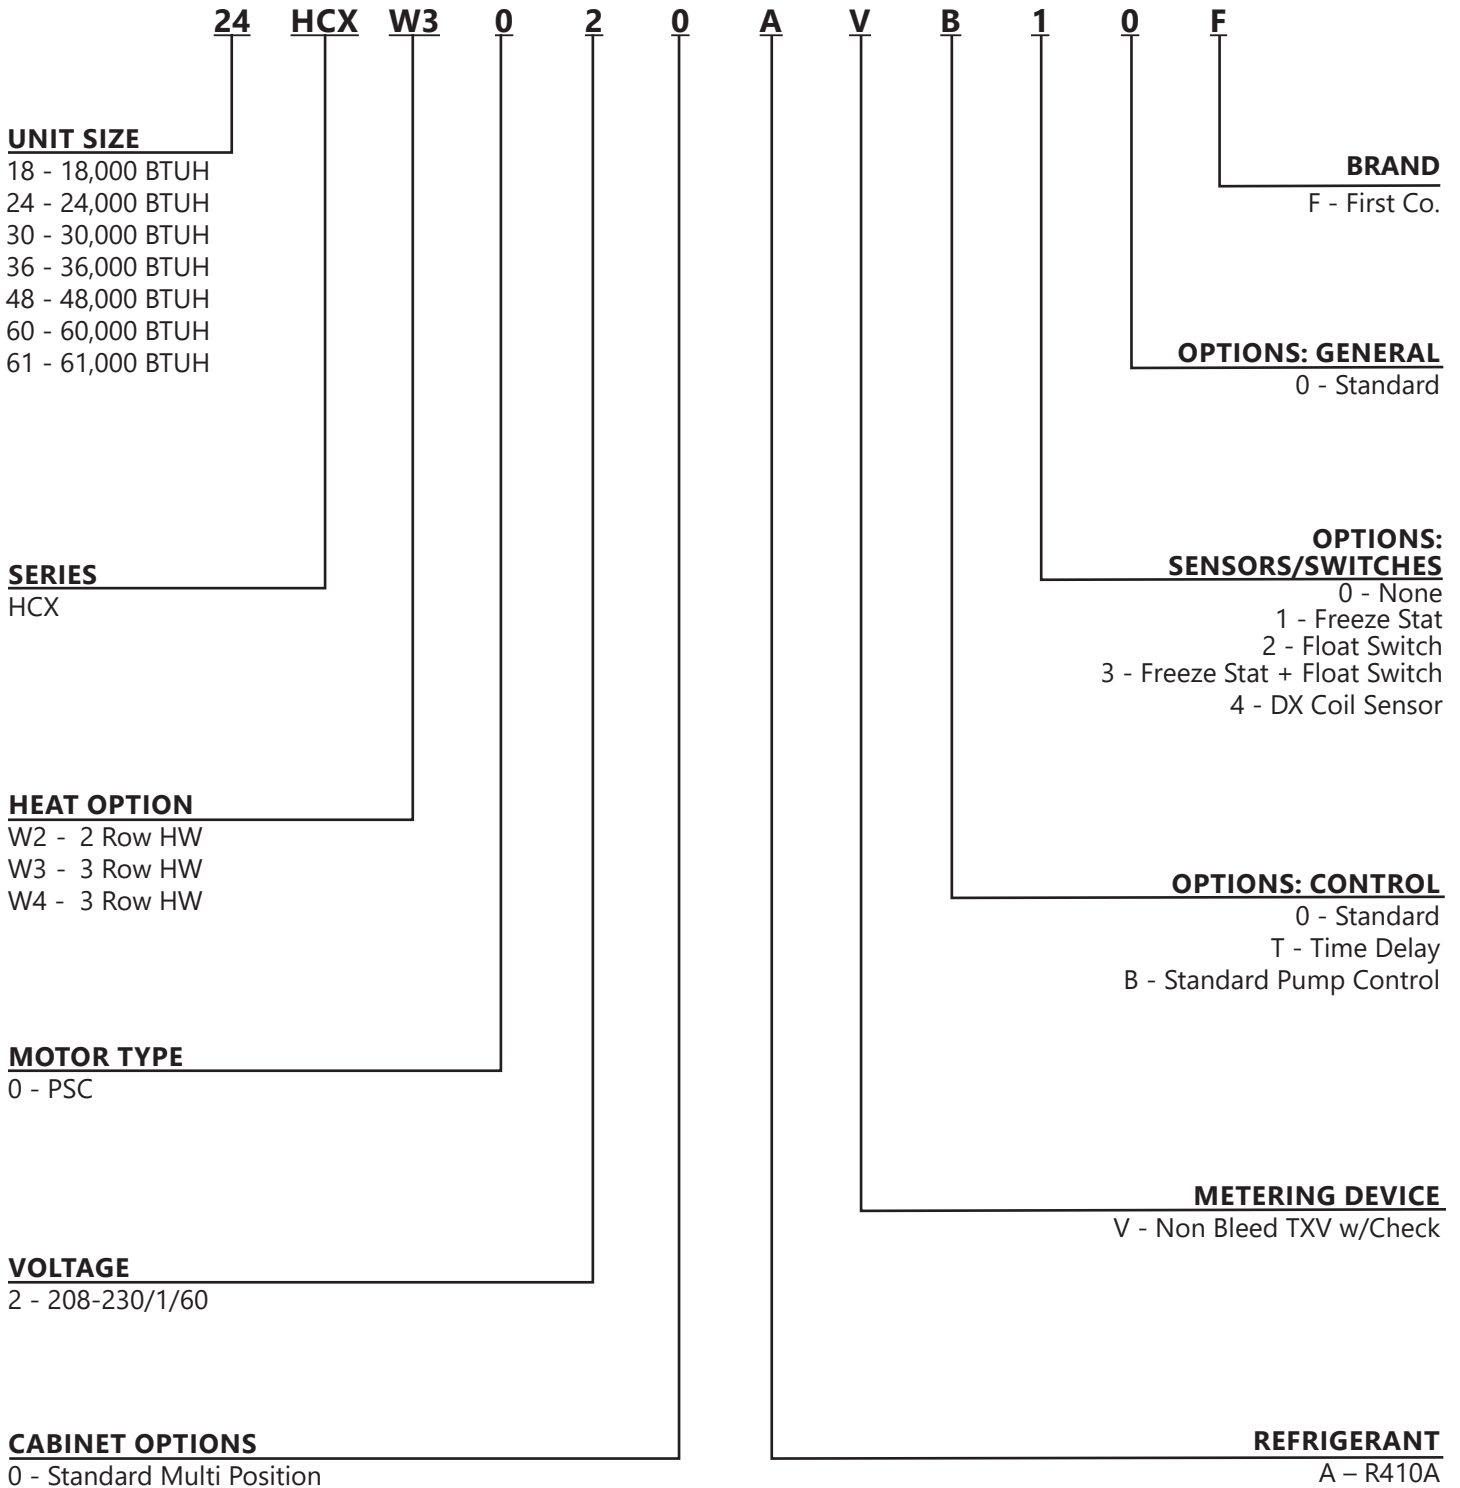 24 HCX W3 0 2 0 A V B 1 0 F
UNIT SIZE
18 - 18,000 BTUH
24 - 24,000 BTUH
30 - 30,000 BTUH
36 - 36,000 BTUH
48 - 48,000 BTUH
60 - 60,000 BTUH
61 - 61,000 BTUH
SERIES
HCX
HEAT OPTION
W2 - 2 Row HW
W3 - 3 Row HW
W4 - 3 Row HW
MOTOR TYPE
0 - PSC
VOLTAGE
2 - 208-230/1/60
CABINET OPTIONS
0 - Standard Multi Position
BRAND
F - First Co.
OPTIONS: GENERAL
0 - Standard
OPTIONS:
SENSORS/SWITCHES
0 - None
1 - Freeze Stat
2 - Float Switch
3 - Freeze Stat + Float Switch
4 - DX Coil Sensor
OPTIONS: CONTROL
0 - Standard
T - Time Delay
B - Standard Pump Control
METERING DEVICE
V - Non Bleed TXV w/Check
REFRIGERANT
A – R410A